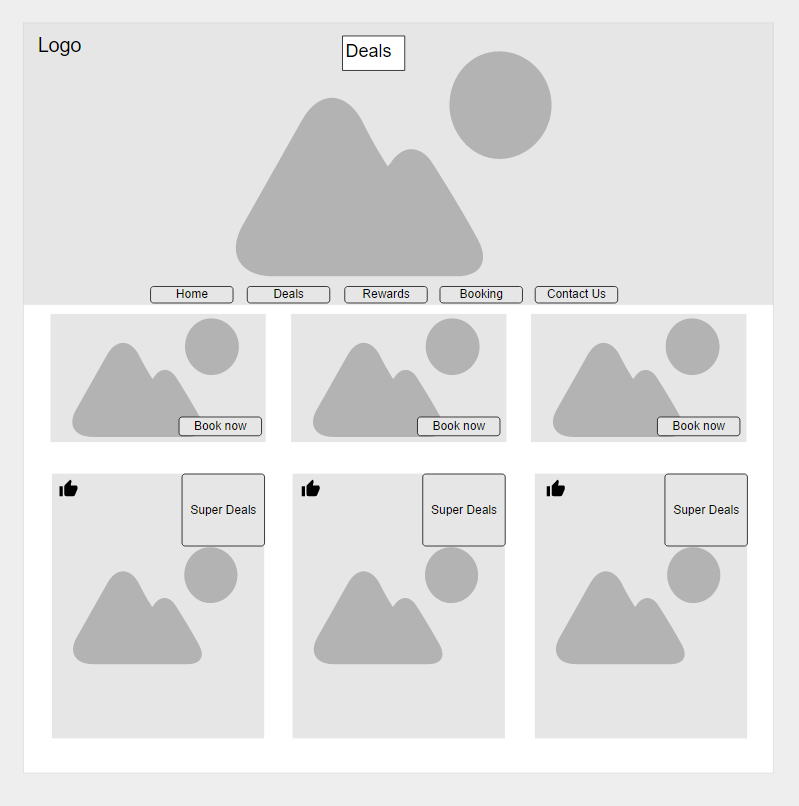 Logo
Deals
Home
Deals
Rewards
Booking
Contact Us
Book now
Book now
Book now
Super Deals
Super Deals
Super Deals